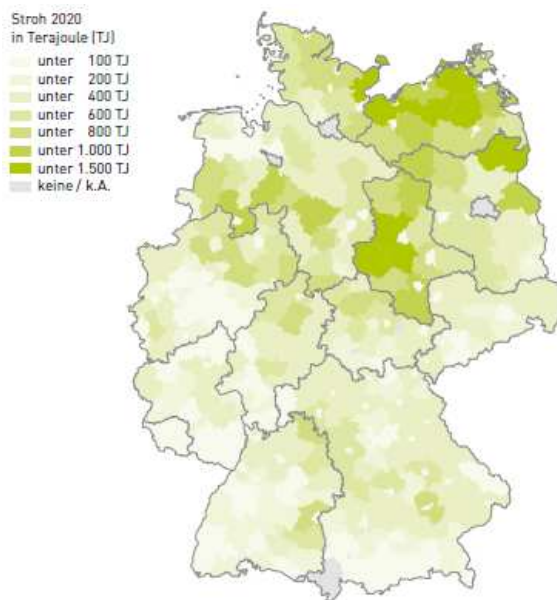 Stroh 2020
in Terajoule (TJ)
unter 100 TJ
unter 200 TJ
unter 400 TJ
unter 600 TJ
unter 800 TJ
unter 1.000 TJ
unter 1.500 TJ
keine / k.A.